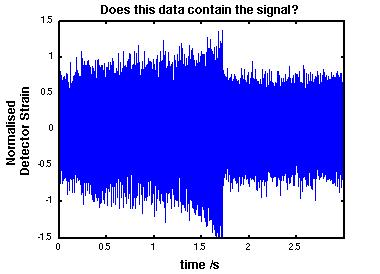 Does this data contain the signal?
1.5
1
0.5
0
-0.5
-1
-1.5
Normalised
Detector Strain
0 0.5 1 1.5 2 2.5
time /s